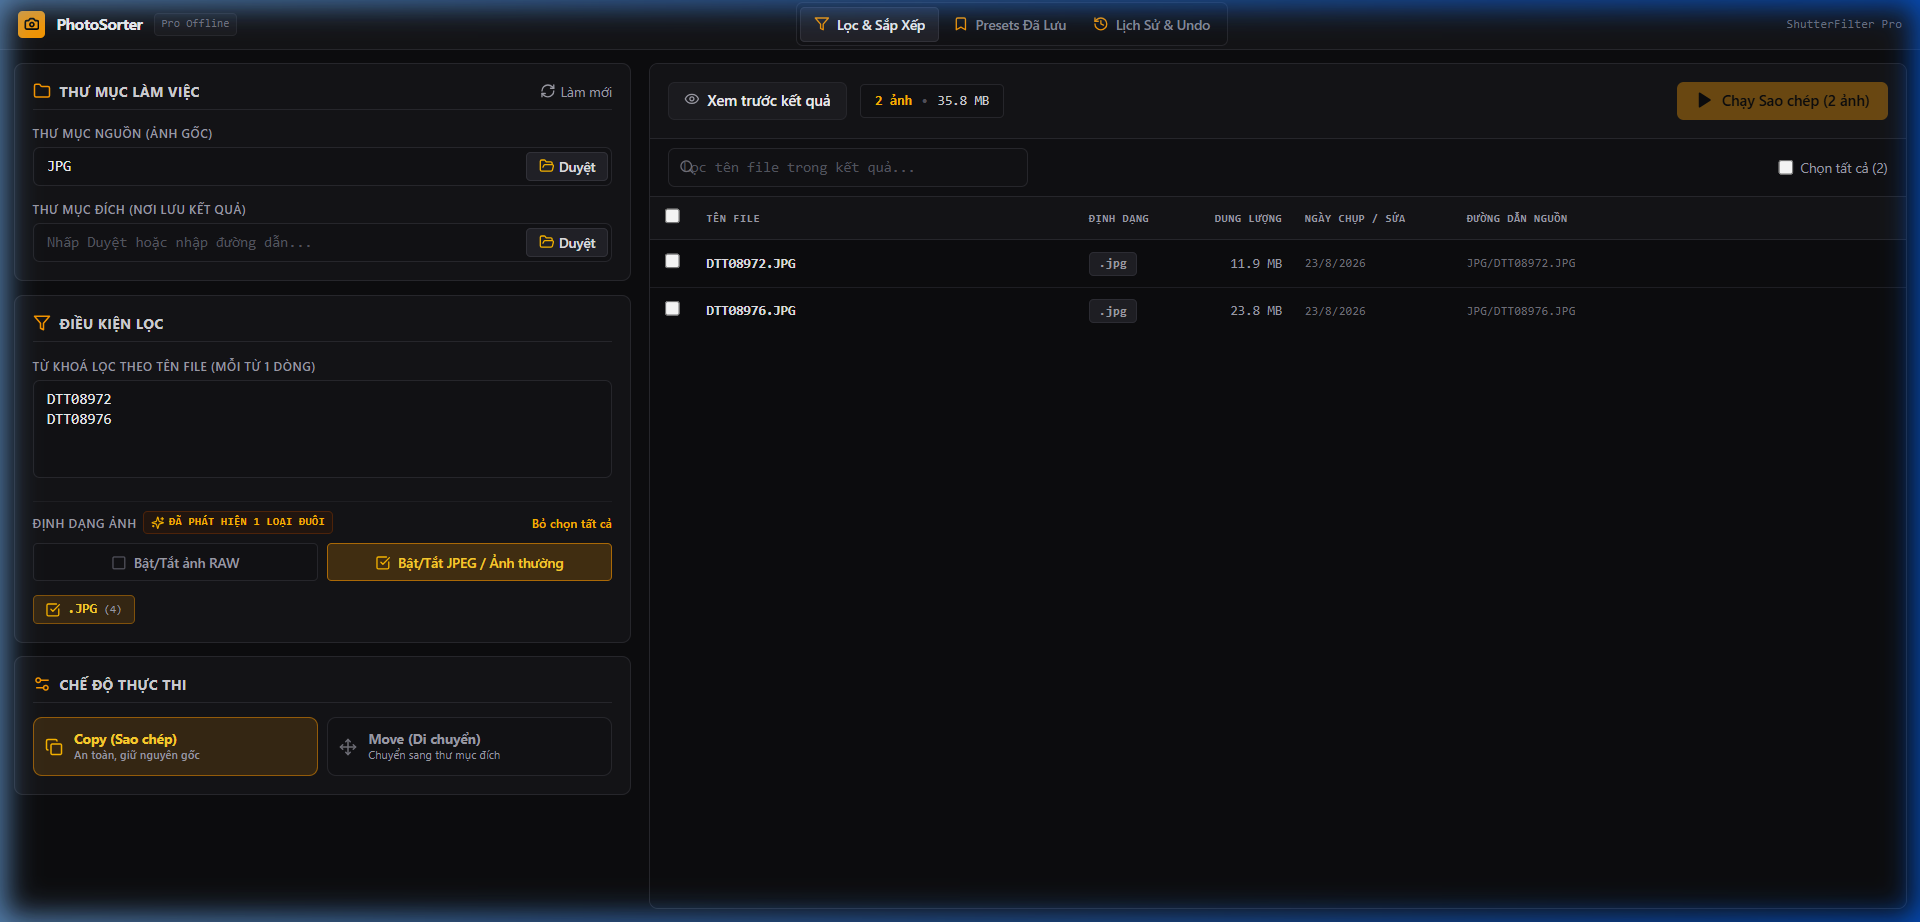 PhotoSorter
Pro Offline
Lọc & Sắp Xếp
Presets Đã Lưu
Lịch Sử & Undo
ShutterFilter Pro
THƯ MỤC LÀM VIỆC
Làm mới
THƯ MỤC NGUỒN (ẢNH GỐC)
JPG
Duyệt
THƯ MỤC ĐÍCH (NƠI LƯU KẾT QUẢ)
Nhấp Duyệt hoặc nhập đường dẫn...
Duyệt
ĐIỀU KIỆN LỌC
TỪ KHOÁ LỌC THEO TÊN FILE (MỖI TỪ 1 DÒNG)
DTT08972
DTT08976
ĐỊNH DẠNG ẢNH
ĐÃ PHÁT HIỆN 1 LOẠI ĐUÔI
Bỏ chọn tất cả
Bật/Tắt ảnh RAW
Bật/Tắt JPEG / Ảnh thường
.JPG (4)
CHẾ ĐỘ THỰC THI
Copy (Sao chép)
An toàn, giữ nguyên gốc
Move (Di chuyển)
Chuyển sang thư mục đích
Xem trước kết quả
2 ảnh • 35.8 MB
Chạy Sao chép (2 ảnh)
Lọc tên file trong kết quả...
Chọn tất cả (2)
TÊN FILE ĐỊNH DẠNG DUNG LƯỢNG NGÀY CHỤP / SỬA ĐƯỜNG DẪN NGUỒN
DTT08972.JPG .jpg 11.9 MB 23/8/2026 JPG/DTT08972.JPG
DTT08976.JPG .jpg 23.8 MB 23/8/2026 JPG/DTT08976.JPG